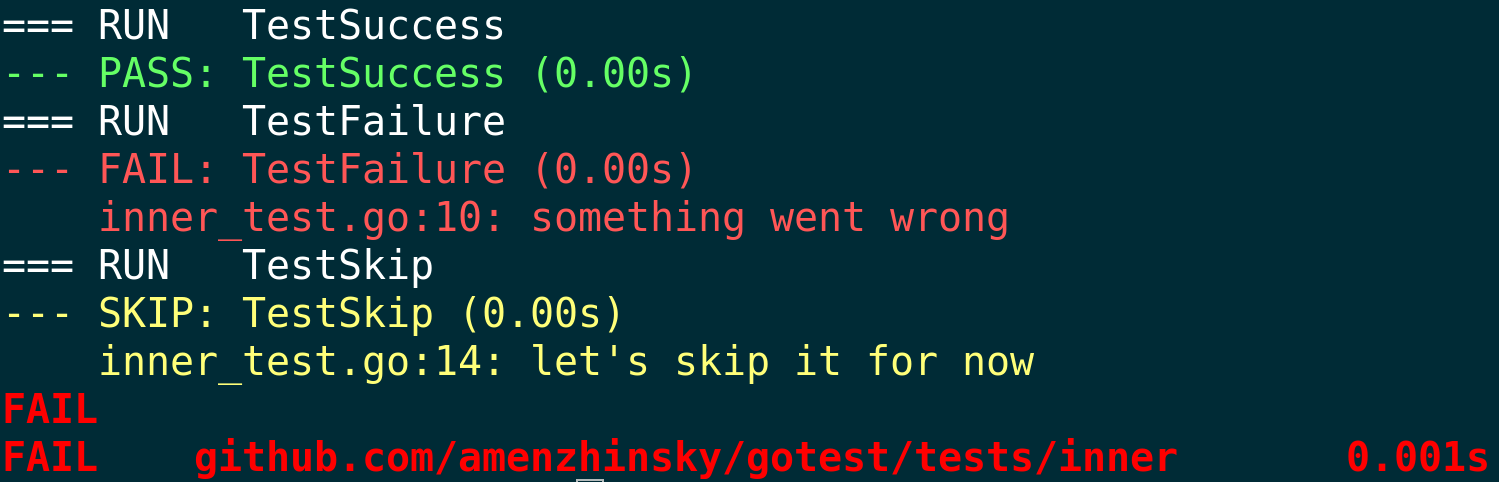 === RUN   TestSuccess
--- PASS: TestSuccess (0.00s)
=== RUN   TestFailure
--- FAIL: TestFailure (0.00s)
    inner_test.go:10: something went wrong
=== RUN   TestSkip
--- SKIP: TestSkip (0.00s)
    inner_test.go:14: let's skip it for now
FAIL
FAIL    github.com/amenzhinsky/gotest/tests/inner       0.001s